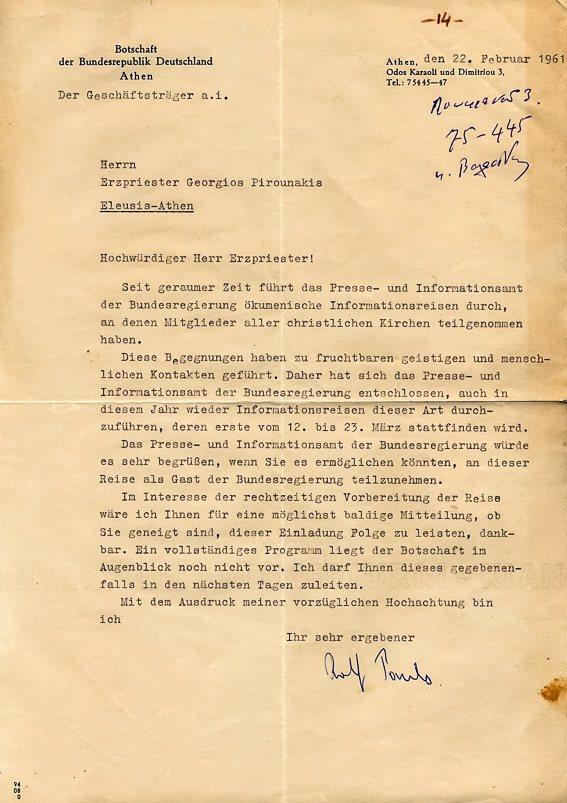 -14-
Botschaft
der Bundesrepublik Deutschland
Athen
Der Geschäftsträger a.i.
Athen, den 22. Februar 1961
Odos Karaoli und Dimitriou 3,
Tel.: 75445—47
3.
75-445
Herrn
Erzpriester Georgios Pirounakis
Eleusis-Athen
Hochwürdiger Herr Erzpriester!
Seit geraumer Zeit führt das Presse- und Informationsamt
der Bundesregierung ökumenische Informationsreisen durch,
an denen Mitglieder aller christlichen Kirchen teilgenommen
haben.
Diese Begegnungen haben zu fruchtbaren geistigen und mensch-
lichen Kontakten geführt. Daher hat sich das Presse- und
Informationsamt der Bundesregierung entschlossen, auch in
diesem Jahr wieder Informationsreisen dieser Art durch-
zuführen, deren erste vom 12. bis 23. März stattfinden wird.
Das Presse- und Informationsamt der Bundesregierung würde
es sehr begrüßen, wenn Sie es ermöglichen könnten, an dieser
Reise als Gast der Bundesregierung teilzunehmen.
Im Interesse der rechtzeitigen Vorbereitung der Reise
wäre ich Ihnen für eine möglichst baldige Mitteilung, ob
Sie geneigt sind, dieser Einladung Folge zu leisten, dank-
bar. Ein vollständiges Programm liegt der Botschaft im
Augenblick noch nicht vor. Ich darf Ihnen dieses gegebenen-
falls in den nächsten Tagen zuleiten.
Mit dem Ausdruck meiner vorzüglichen Hochachtung bin
ich
Ihr sehr ergebener
Rolf
94
08
0